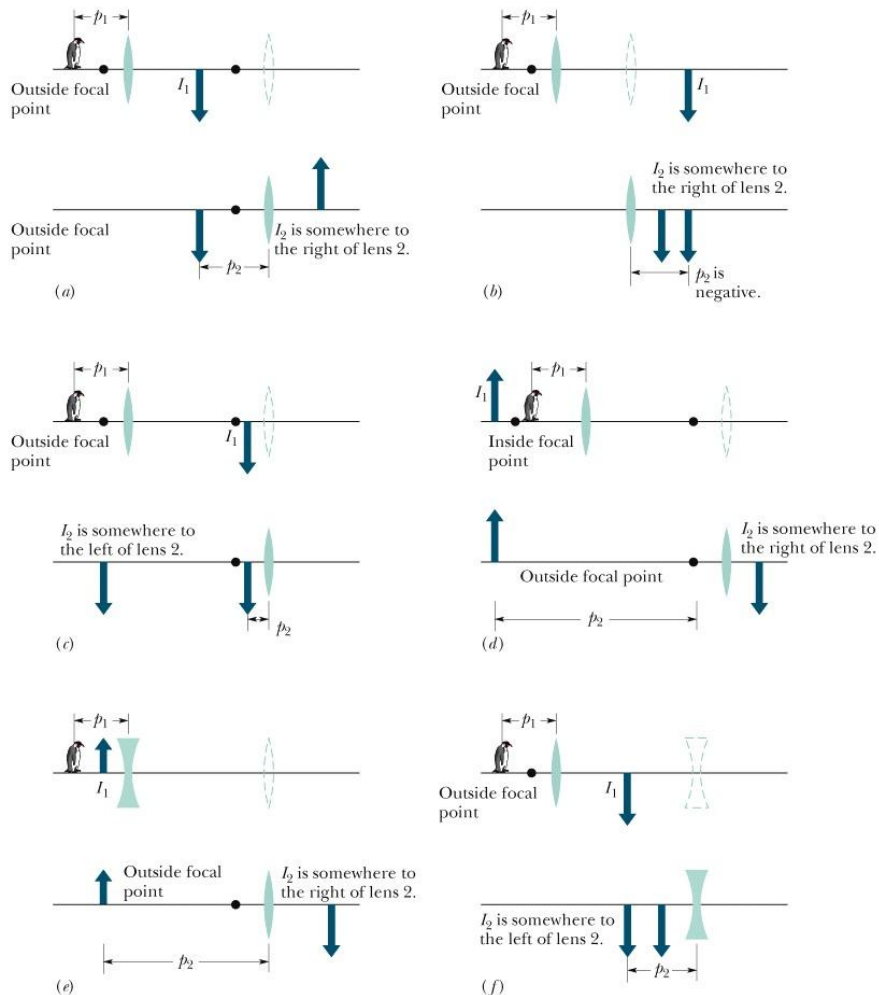 p₁
I₁
Outside focal
point
Outside focal
point
I₂ is somewhere to
the right of lens 2.
p₂
(a)
p₁
I₁
Outside focal
point
I₂ is somewhere to
the right of lens 2.
p₂ is
negative.
(b)
p₁
I₁
Outside focal
point
I₂ is somewhere to
the left of lens 2.
p₂
(c)
p₁
I₁
Inside focal
point
I₂ is somewhere to
the right of lens 2.
Outside focal point
p₂
(d)
p₁
I₁
Outside focal
point
I₂ is somewhere to
the right of lens 2.
p₂
(e)
p₁
Outside focal
point
I₁
I₂ is somewhere to
the left of lens 2.
p₂
(f)